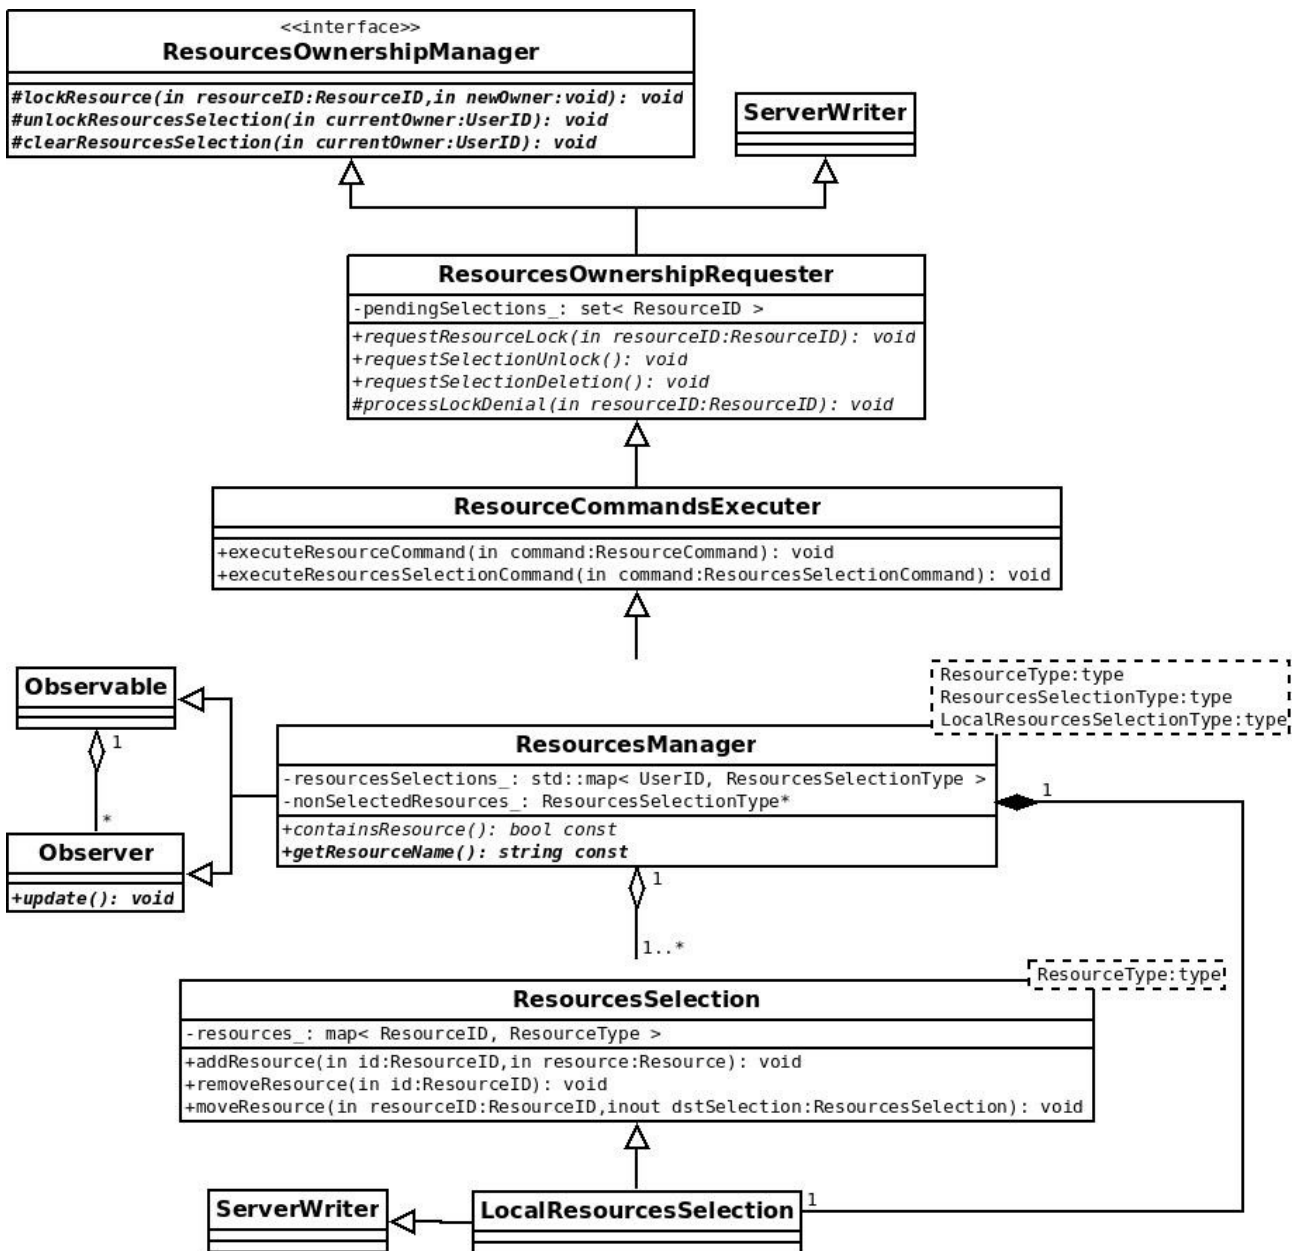 <<interface>>
ResourcesOwnershipManager
#lockResource(in resourceID:ResourceID,in newOwner:void): void
#unlockResourcesSelection(in currentOwner:UserID): void
#clearResourcesSelection(in currentOwner:UserID): void
ServerWriter
ResourcesOwnershipRequester
-pendingSelections_: set< ResourceID >
+requestResourceLock(in resourceID:ResourceID): void
+requestSelectionUnlock(): void
+requestSelectionDeletion(): void
#processLockDenial(in resourceID:ResourceID): void
ResourceCommandsExecuter
+executeResourceCommand(in command:ResourceCommand): void
+executeResourcesSelectionCommand(in command:ResourcesSelectionCommand): void
Observable
1
*
Observer
+update(): void
ResourceType:type
ResourcesSelectionType:type
LocalResourcesSelectionType:type
ResourcesManager
-resourcesSelections_: std::map< UserID, ResourcesSelectionType >
-nonSelectedResources_: ResourcesSelectionType*
+containsResource(): bool const
+getResourceName(): string const
1
1
1..*
ResourceType:type
ResourcesSelection
-resources_: map< ResourceID, ResourceType >
+addResource(in id:ResourceID,in resource:Resource): void
+removeResource(in id:ResourceID): void
+moveResource(in resourceID:ResourceID,inout dstSelection:ResourcesSelection): void
ServerWriter
LocalResourcesSelection
1